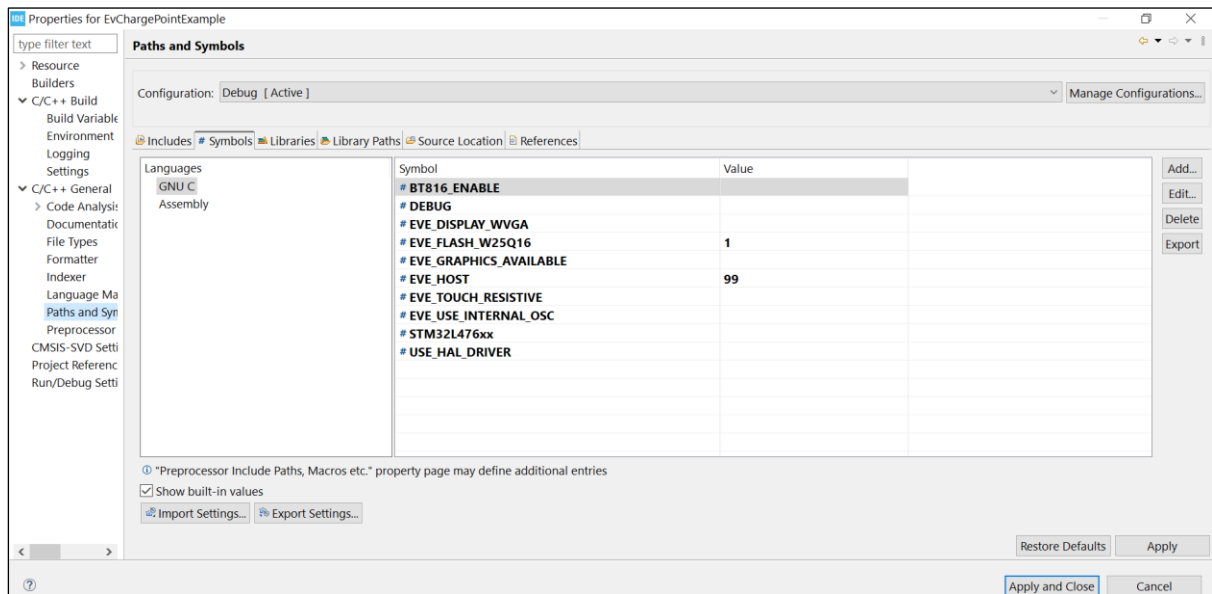 IDE Properties for EvChargePointExample
type filter text
Resource
Builders
C/C++ Build
Build Variable
Environment
Logging
Settings
C/C++ General
Code Analysis
Documentatic
File Types
Formatter
Indexer
Language Ma
Paths and Sym
Preprocessor
CMSIS-SVD Setti
Project Referenc
Run/Debug Setti
Paths and Symbols
Configuration: Debug [ Active ] Manage Configurations...
Includes # Symbols Libraries Library Paths Source Location References
Languages
GNU C
Assembly
Symbol Value
# BT816_ENABLE
# DEBUG
# EVE_DISPLAY_WVGA
# EVE_FLASH_W25Q16 1
# EVE_GRAPHICS_AVAILABLE
# EVE_HOST 99
# EVE_TOUCH_RESISTIVE
# EVE_USE_INTERNAL_OSC
# STM32L476xx
# USE_HAL_DRIVER
Add...
Edit...
Delete
Export
"Preprocessor Include Paths, Macros etc." property page may define additional entries
Show built-in values
Import Settings... Export Settings...
Restore Defaults Apply
? Apply and Close Cancel